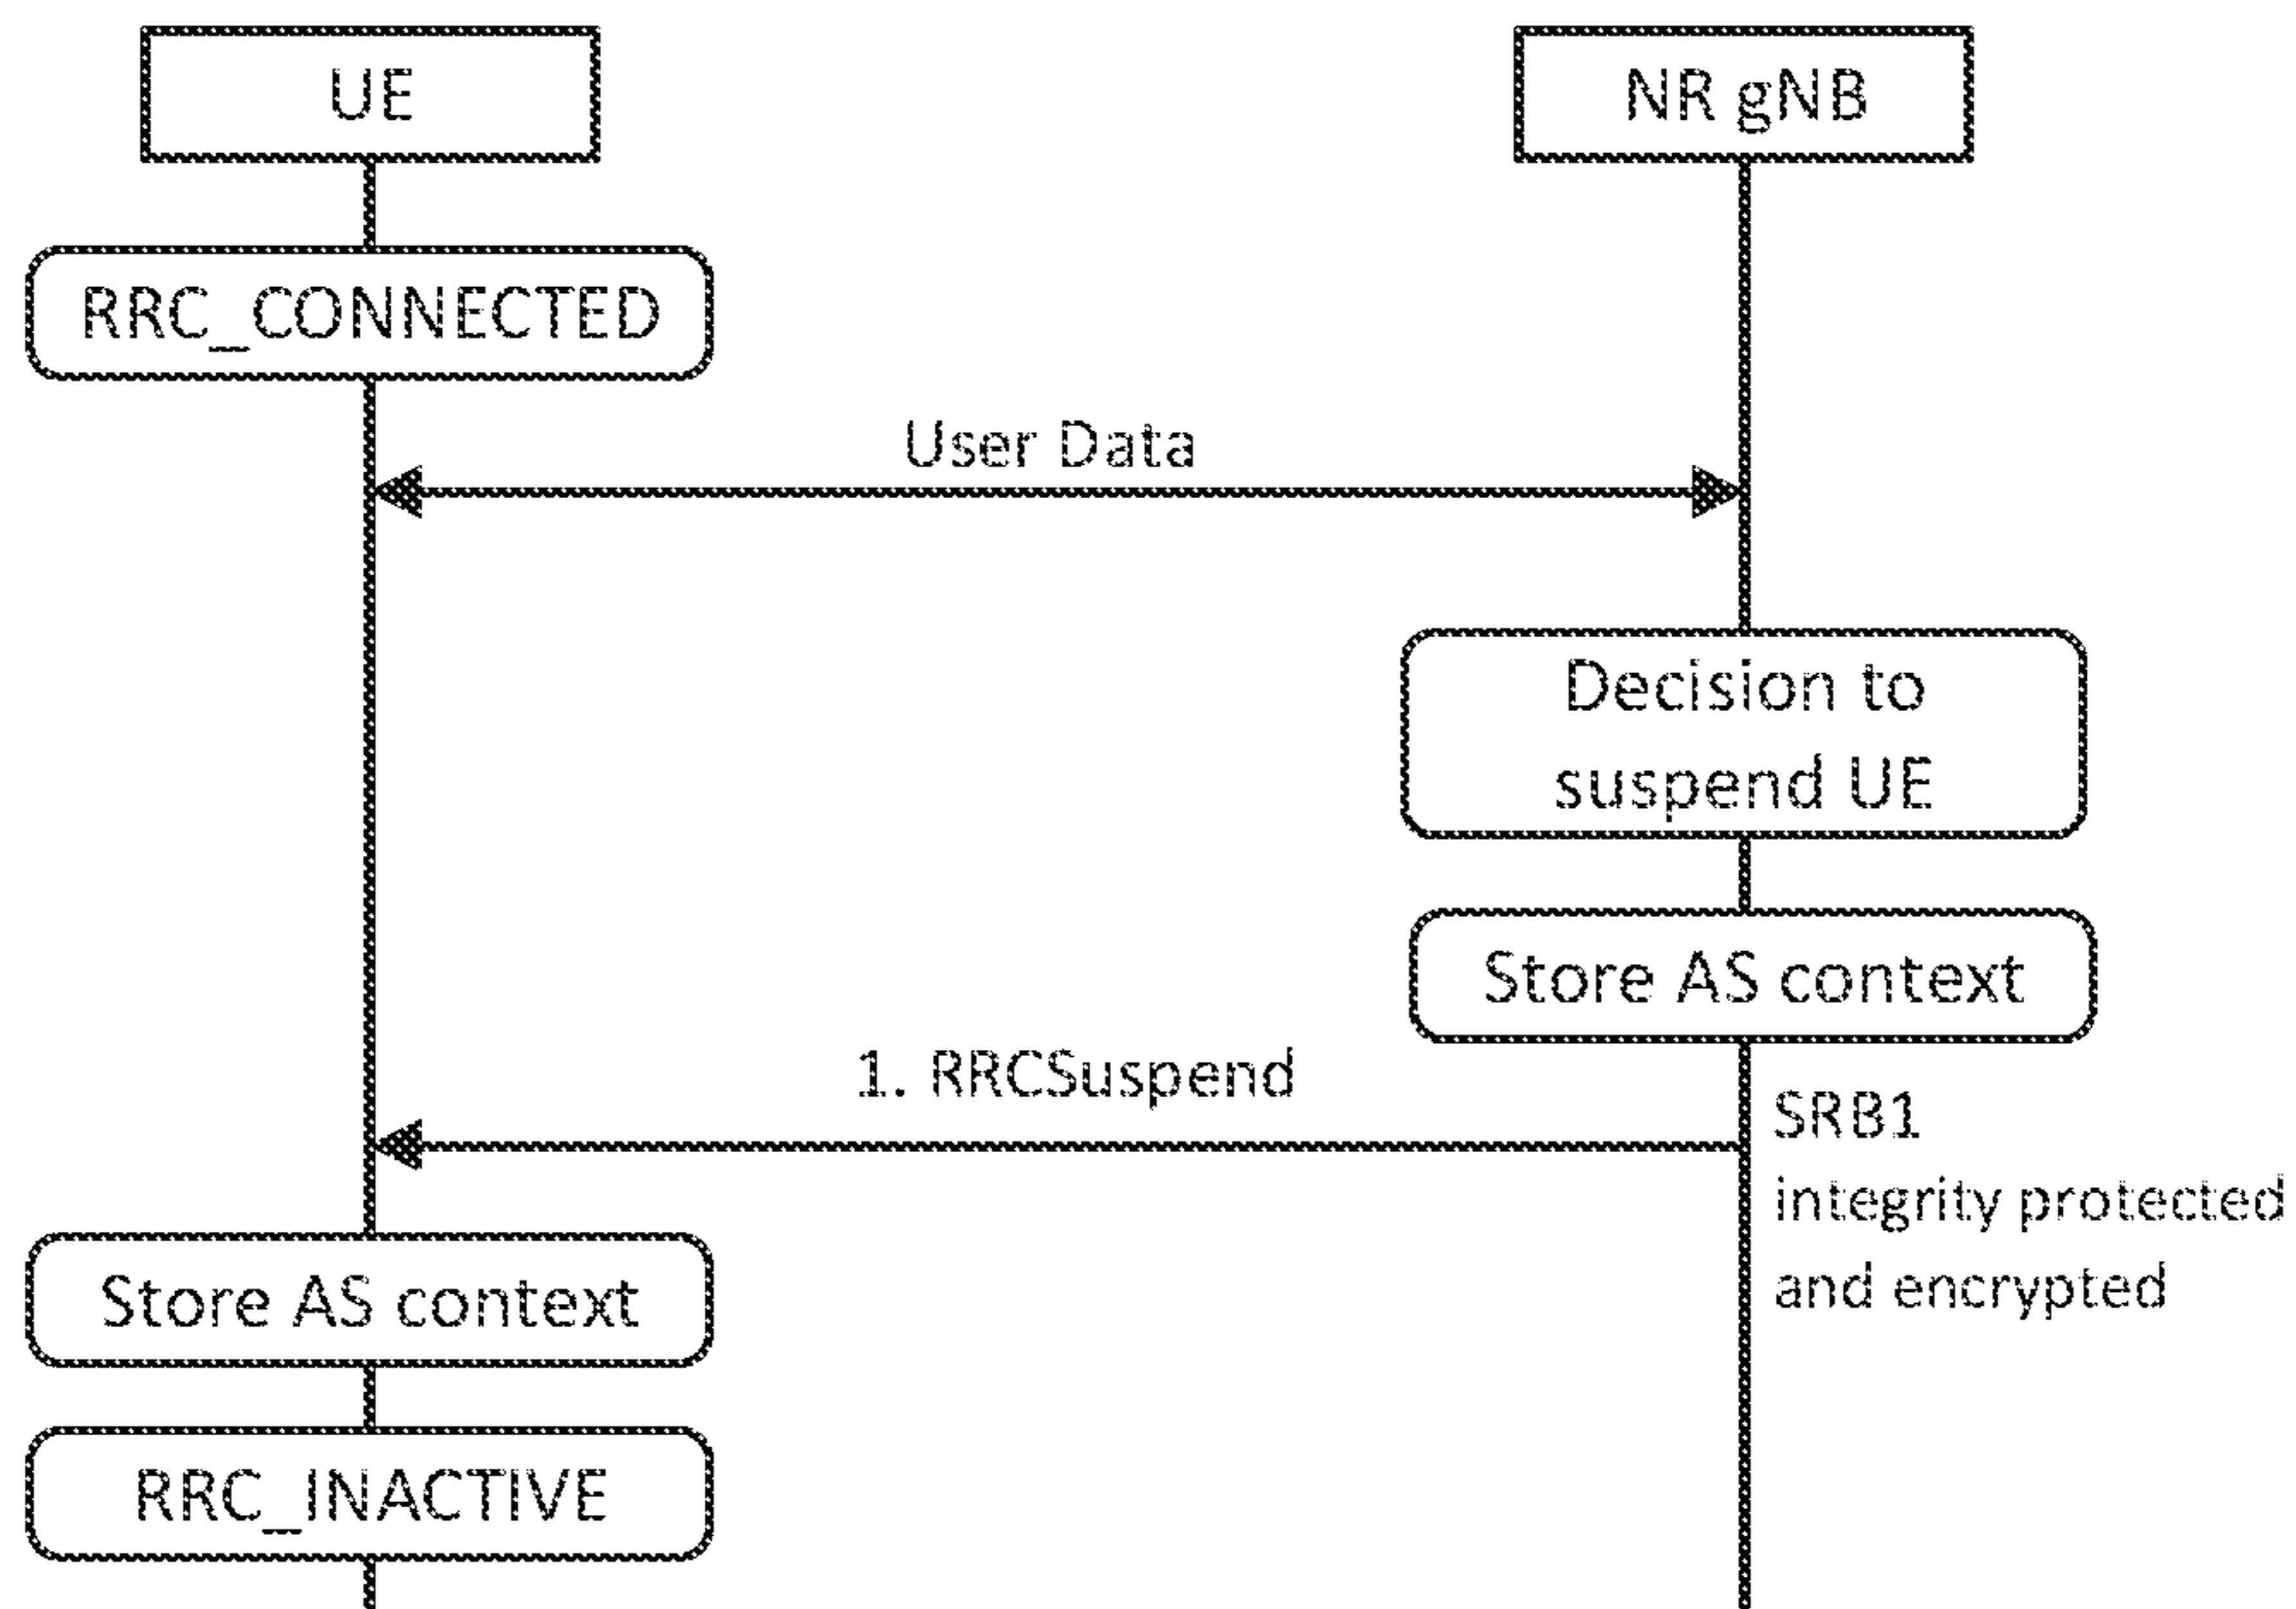 UE
NR gNB
RRC_CONNECTED
User Data
Decision to
suspend UE
Store AS context
1. RRCSuspend
SRB1
integrity protected
and encrypted
Store AS context
RRC_INACTIVE